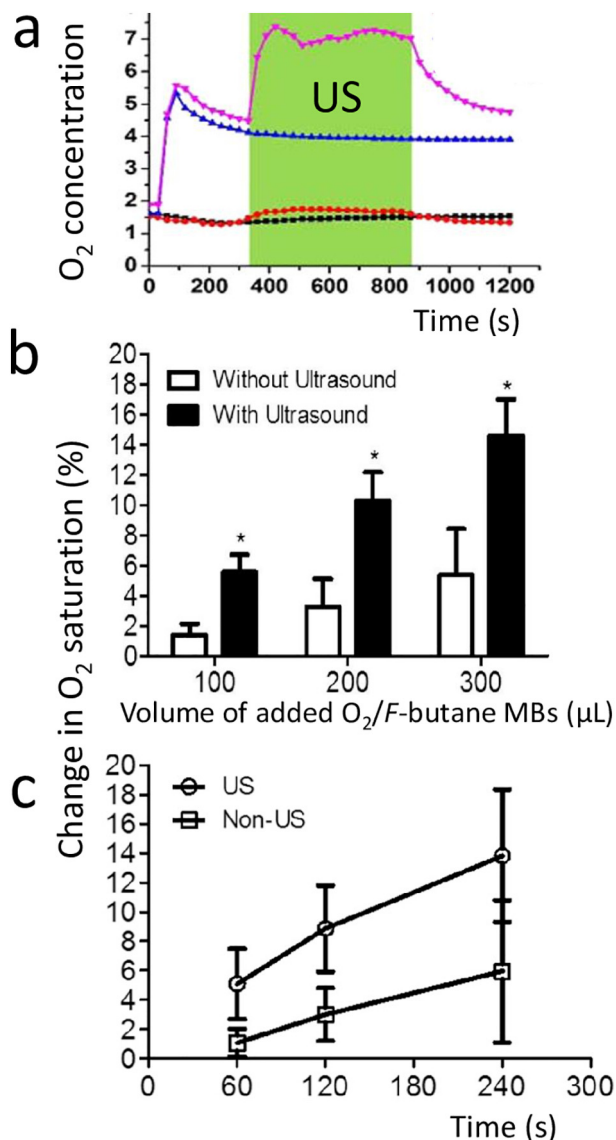 a
O₂ concentration
7
6
5
4
3
2
1
0
US
0 200 400 600 800 1000 1200
Time (s)
b
Change in O₂ saturation (%)
20
18
16
14
12
10
8
6
4
2
0
Without Ultrasound
With Ultrasound
*
*
*
100 200 300
Volume of added O₂/F-butane MBs (µL)
c
20
18
16
14
12
10
8
6
4
2
0
US
Non-US
0 60 120 180 240 300
Time (s)